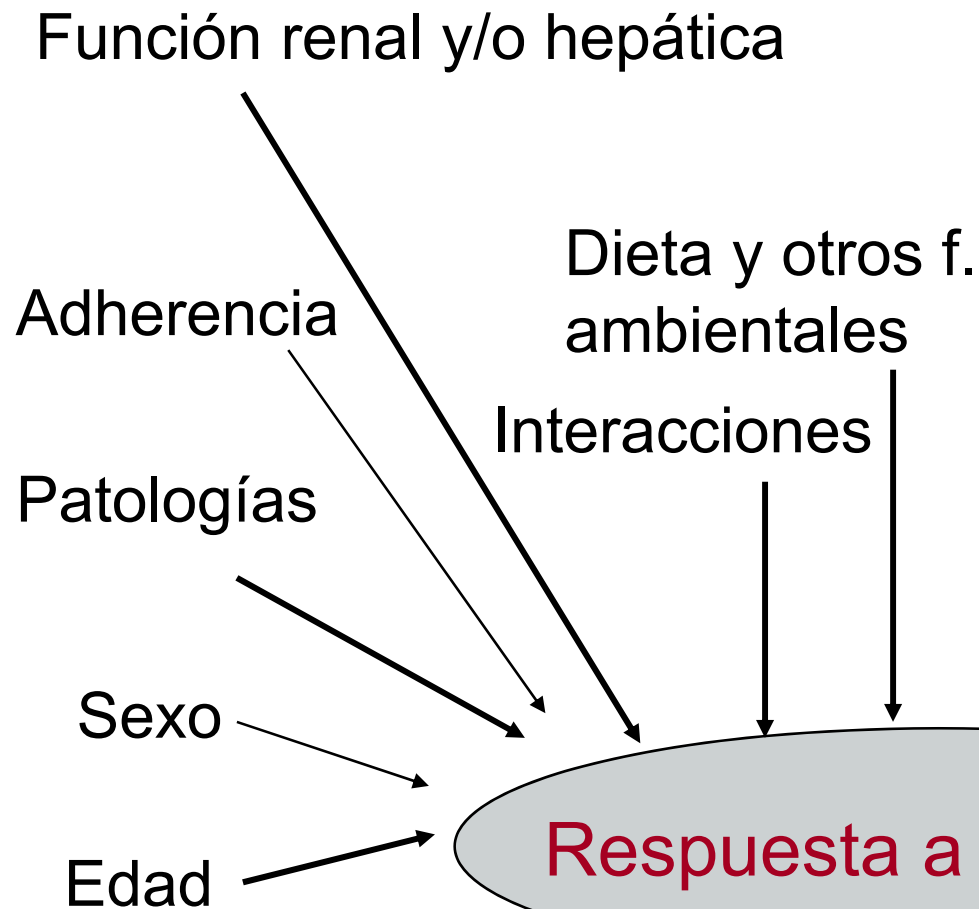 Función renal y/o hepática
Dieta y otros f.
ambientales
Adherencia
Interacciones
Patologías
Sexo
Respuesta a
Edad